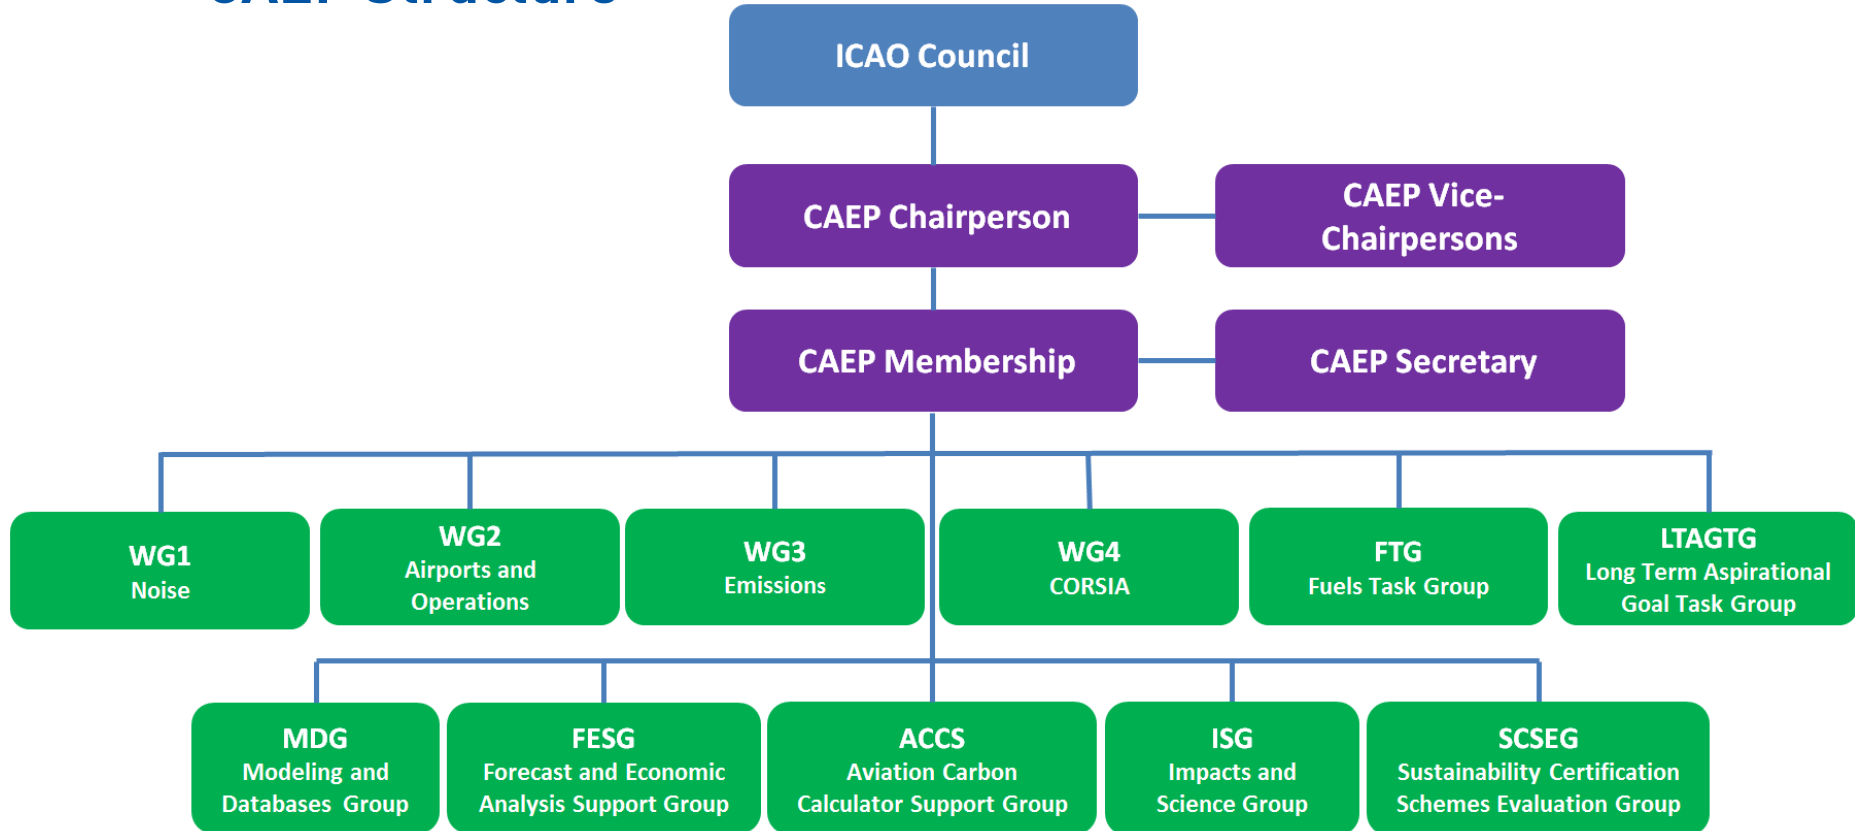 CAEP Structure
ICAO Council
CAEP Chairperson
CAEP Vice-
Chairpersons
CAEP Membership
CAEP Secretary
WG1
Noise
WG2
Airports and
Operations
WG3
Emissions
WG4
CORSIA
FTG
Fuels Task Group
LTAGTG
Long Term Aspirational
Goal Task Group
MDG
Modeling and
Databases Group
FESG
Forecast and Economic
Analysis Support Group
ACCS
Aviation Carbon
Calculator Support Group
ISG
Impacts and
Science Group
SCSEG
Sustainability Certification
Schemes Evaluation Group